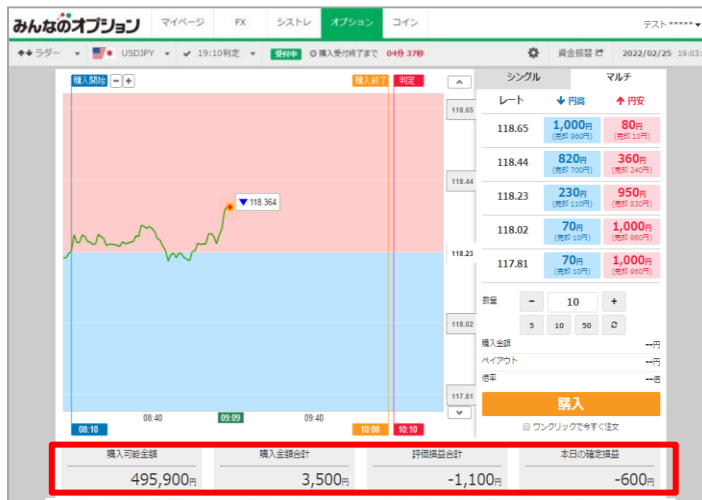 みんなのオプション マイページ FX シストレ オプション コイン テスト*****▼
ラダー ▼ USDJPY ▼ ✔ 19:10判定 ▼ 受付中 購入受付終了まで 04分 37秒 資金振替 2022/02/25 19:03:
購入開始 − + 購入終了 判定
118.65
118.44
118.23
118.02
117.81
▼ 118.364
08:40 09:09 09:40
08:10 10:08 10:10
シングル マルチ
レート ↓ 円高 ↑ 円安
118.65 1,000円 (売却 960円) 80円 (売却 10円)
118.44 820円 (売却 700円) 360円 (売却 240円)
118.23 230円 (売却 110円) 950円 (売却 830円)
118.02 70円 (売却 10円) 1,000円 (売却 960円)
117.81 70円 (売却 10円) 1,000円 (売却 960円)
数量 − 10 +
5 10 50
購入金額 --円
ペイアウト --円
倍率 --倍
購入
ワンクリックで今すぐ注文
購入可能金額 購入金額合計 評価損益合計 本日の確定損益
495,900円 3,500円 -1,100円 -600円